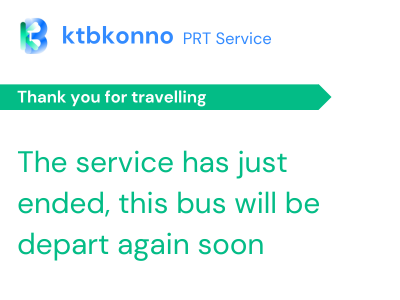 ktbkonno PRT Service
Thank you for travelling
The service has just
ended, this bus will be
depart again soon